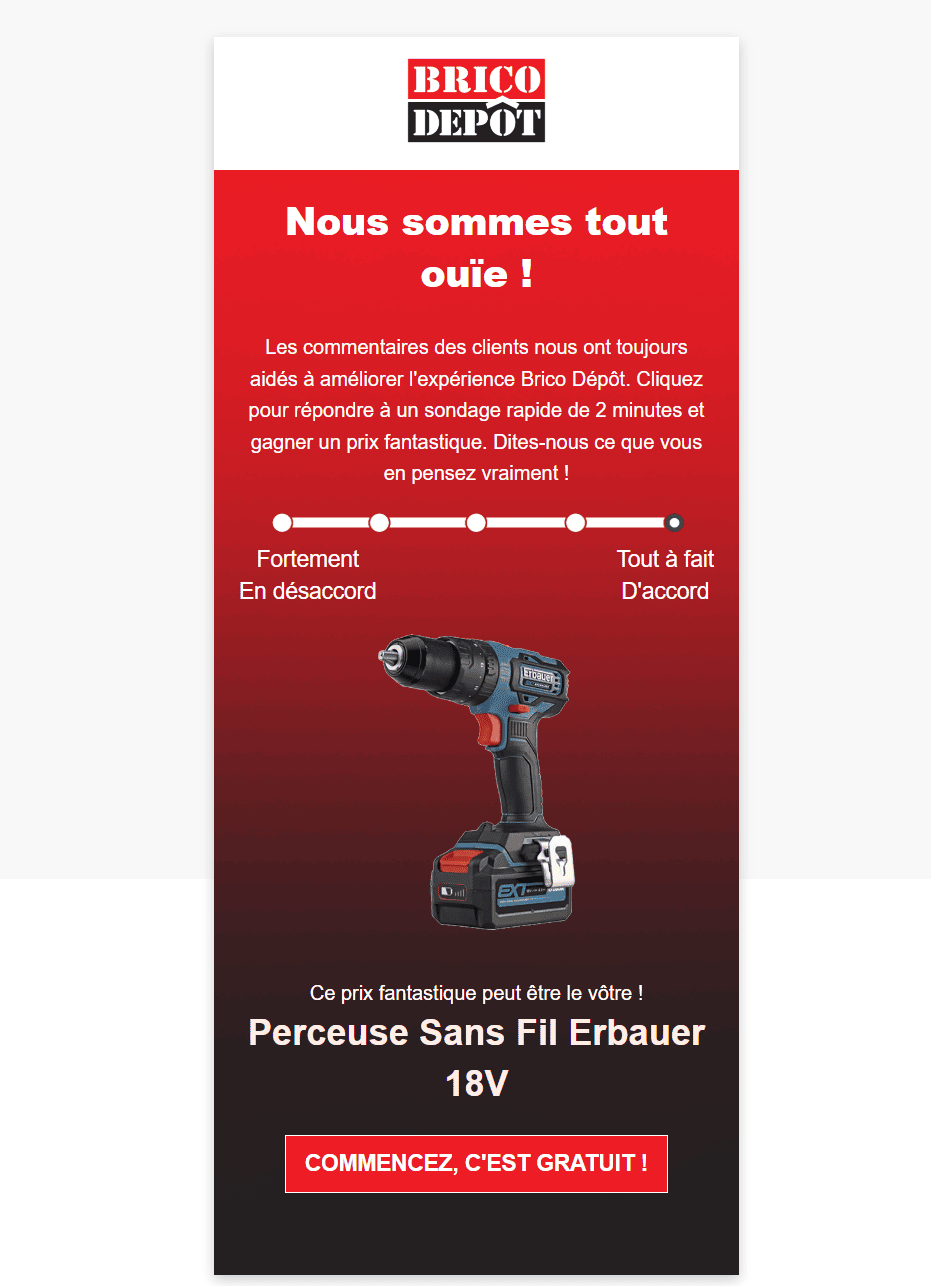 BRICO
DEPÔT
Nous sommes tout
ouïe !
Les commentaires des clients nous ont toujours
aidés à améliorer l'expérience Brico Dépôt. Cliquez
pour répondre à un sondage rapide de 2 minutes et
gagner un prix fantastique. Dites-nous ce que vous
en pensez vraiment !
Fortement
En désaccord
Tout à fait
D'accord
Erbauer
EXT
Ce prix fantastique peut être le vôtre !
Perceuse Sans Fil Erbauer
18V
COMMENCEZ, C'EST GRATUIT !